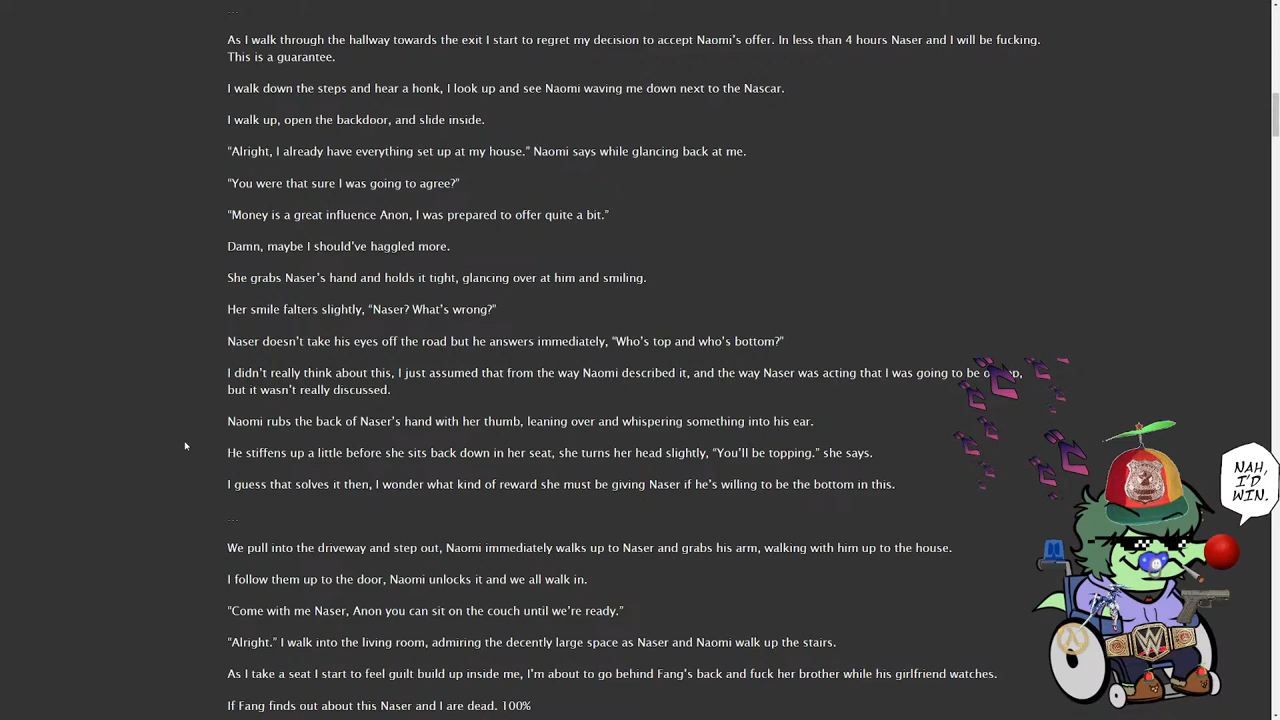 ...
As I walk through the hallway towards the exit I start to regret my decision to accept Naomi's offer. In less than 4 hours Naser and I will be fucking.
This is a guarantee.
I walk down the steps and hear a honk, I look up and see Naomi waving me down next to the Nascar.
I walk up, open the backdoor, and slide inside.
“Alright, I already have everything set up at my house.” Naomi says while glancing back at me.
“You were that sure I was going to agree?”
“Money is a great influence Anon, I was prepared to offer quite a bit.”
Damn, maybe I should've haggled more.
She grabs Naser's hand and holds it tight, glancing over at him and smiling.
Her smile falters slightly, “Naser? What's wrong?”
Naser doesn't take his eyes off the road but he answers immediately, “Who's top and who's bottom?”
I didn't really think about this, I just assumed that from the way Naomi described it, and the way Naser was acting that I was going to be
but it wasn't really discussed.
Naomi rubs the back of Naser's hand with her thumb, leaning over and whispering something into his ear.
He stiffens up a little before she sits back down in her seat, she turns her head slightly, “You'll be topping.” she says.
I guess that solves it then, I wonder what kind of reward she must be giving Naser if he's willing to be the bottom in this.
...
We pull into the driveway and step out, Naomi immediately walks up to Naser and grabs his arm, walking with him up to the house.
I follow them up to the door, Naomi unlocks it and we all walk in.
“Come with me Naser, Anon you can sit on the couch until we're ready.”
“Alright.” I walk into the living room, admiring the decently large space as Naser and Naomi walk up the stairs.
As I take a seat I start to feel guilt build up inside me, I'm about to go behind Fang's back and fuck her brother while his girlfriend watches.
If Fang finds out about this Naser and I are dead. 100%
NAH,
I'D
WIN.
W